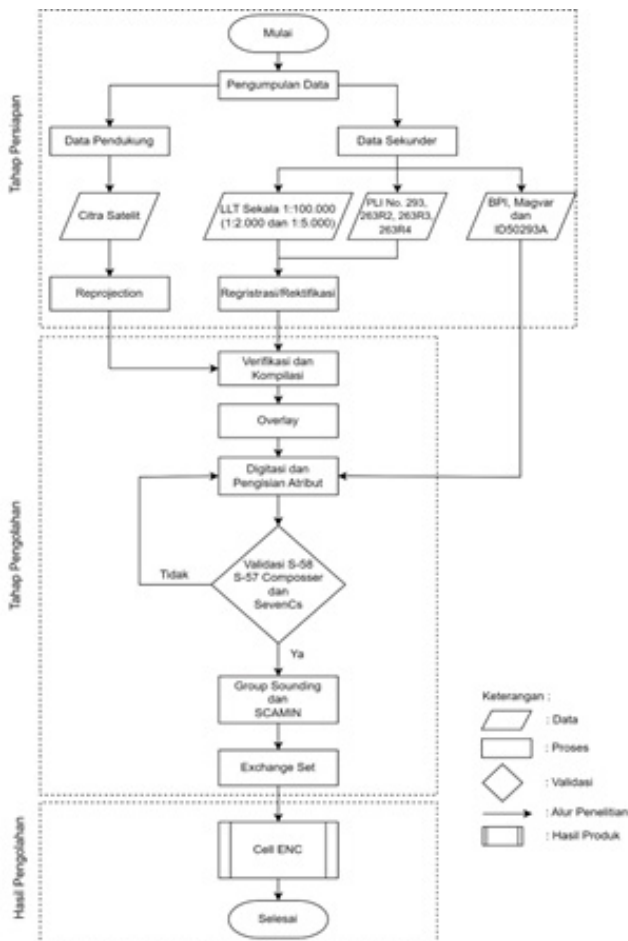 Tahap Persiapan
Mulai
Pengumpulan Data
Data Pendukung
Data Sekunder
Citra Satelit
LLT Sekala 1:100.000
(1:2.000 dan 1:5.000)
PLI No. 293,
263R2, 263R3,
263R4
BPI, Magvar
dan
ID50293A
Reprojection
Regristrasi/Rektifikasi
Tahap Pengolahan
Verifikasi dan
Kompilasi
Overlay
Digitasi dan
Pengisian Atribut
Validasi S-58
S-57 Composser
dan
SevenCs
Tidak
Ya
Group Sounding
dan
SCAMIN
Exchange Set
Hasil Pengolahan
Cell ENC
Selesai
Keterangan :
: Data
: Proses
: Validasi
: Alur Penelitian
: Hasil Produk